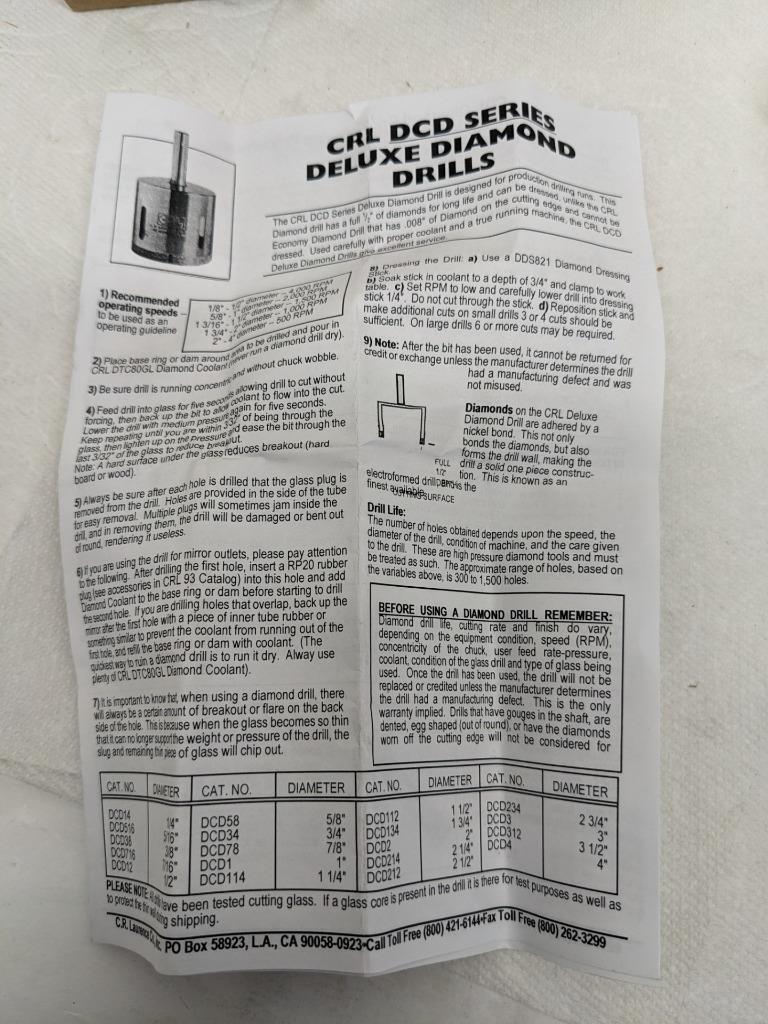 CRL DCD SERIES
DELUXE DIAMOND
DRILLS
The CRL DCD Series Deluxe Diamond Drill is designed for production drilling runs. This
Diamond drill has a full 1/2" of diamonds for long life and can be dressed, unlike the CRL
Economy Diamond Drill that has .008" of Diamond on the cutting edge and cannot be
dressed. Used carefully with proper coolant and a true running machine, the CRL DCD
Deluxe Diamond Drills give excellent service.
1) Recommended
operating speeds –
to be used as an
operating guideline
1/8" - 1/2" diameter – 4,000 RPM
5/8" - 1" diameter – 2,000 RPM
1 3/16" - 1 1/2" diameter – 1,500 RPM
1 3/4" - diameter – 1,000 RPM
2" - 4" diameter – 500 RPM
2) Place base ring or dam around area to be drilled and pour in
CRL DTC80GL Diamond Coolant (never run a diamond drill dry).
3) Be sure drill is running concentric and without chuck wobble.
4) Feed drill into glass for five seconds allowing drill to cut without
forcing, then back up the bit to allow coolant to flow into the cut.
Lower the drill with medium pressure again for five seconds.
Keep repeating until you are within 3/32" of being through the
glass, then lighten up on the Pressure and ease the bit through the
last 3/32" of the glass to reduce breakout.
Note: A hard surface under the glass reduces breakout (hard
board or wood).
5) Always be sure after each hole is drilled that the glass plug is
removed from the drill. Holes are provided in the side of the tube
for easy removal. Multiple plugs will sometimes jam inside the
drill, and in removing them, the drill will be damaged or bent out
of round, rendering it useless.
6) If you are using the drill for mirror outlets, please pay attention
to the following. After drilling the first hole, insert a RP20 rubber
plug (see accessories in CRL 93 Catalog) into this hole and add
Diamond Coolant to the base ring or dam before starting to drill
the second hole. If you are drilling holes that overlap, back up the
mirror after the first hole with a piece of inner tube rubber or
something similar to prevent the coolant from running out of the
first hole, and refill the base ring or dam with coolant. (The
quickest way to ruin a diamond drill is to run it dry. Alway use
plenty of CRL DTC80GL Diamond Coolant).
7) It is important to know that, when using a diamond drill, there
will always be a certain amount of breakout or flare on the back
side of the hole. This is because when the glass becomes so thin
that it can no longer support the weight or pressure of the drill, the
slug and remaining thin piece of glass will chip out.
8) Dressing the Drill: a) Use a DDS821 Diamond Dressing
Stick.
b) Soak stick in coolant to a depth of 3/4" and clamp to work
table. c) Set RPM to low and carefully lower drill into dressing
stick 1/4". Do not cut through the stick. d) Reposition stick and
make additional cuts on small drills 3 or 4 cuts should be
sufficient. On large drills 6 or more cuts may be required.
9) Note: After the bit has been used, it cannot be returned for
credit or exchange unless the manufacturer determines the drill
had a manufacturing defect and was
not misused.
Diamonds on the CRL Deluxe
Diamond Drill are adhered by a
nickel bond. This not only
bonds the diamonds, but also
forms the drill wall, making the
drill a solid one piece construc-
tion. This is known as an
electroformed drill and is the
finest available.
FULL
1/2"
SURFACE
Drill Life:
The number of holes obtained depends upon the speed, the
diameter of the drill, condition of machine, and the care given
to the drill. These are high pressure diamond tools and must
be treated as such. The approximate range of holes, based on
the variables above, is 300 to 1,500 holes.
BEFORE USING A DIAMOND DRILL REMEMBER:
Diamond drill life, cutting rate and finish do vary,
depending on the equipment condition, speed (RPM),
concentricity of the chuck, user feed rate-pressure,
coolant, condition of the glass drill and type of glass being
used. Once the drill has been used, the drill will not be
replaced or credited unless the manufacturer determines
the drill had a manufacturing defect. This is the only
warranty implied. Drills that have gouges in the shaft, are
dented, egg shaped (out of round), or have the diamonds
worn off the cutting edge will not be considered for
CAT. NO. DIAMETER CAT. NO. DIAMETER CAT. NO. DIAMETER CAT. NO. DIAMETER
DCD14 1/4" DCD58 5/8" DCD112 1 1/2" DCD234 2 3/4"
DCD516 5/16" DCD34 3/4" DCD134 1 3/4" DCD3 3"
DCD38 3/8" DCD78 7/8" DCD2 2" DCD312 3 1/2"
DCD716 7/16" DCD1 1" DCD214 2 1/4" DCD4 4"
DCD12 1/2" DCD114 1 1/4" DCD212 2 1/2"
PLEASE NOTE: All drills have been tested cutting glass. If a glass core is present in the drill it is there for test purposes as well as
to protect the thin wall during shipping.
C.R. Laurence Co., Inc. PO Box 58923, L.A., CA 90058-0923•Call Toll Free (800) 421-6144•Fax Toll Free (800) 262-3299